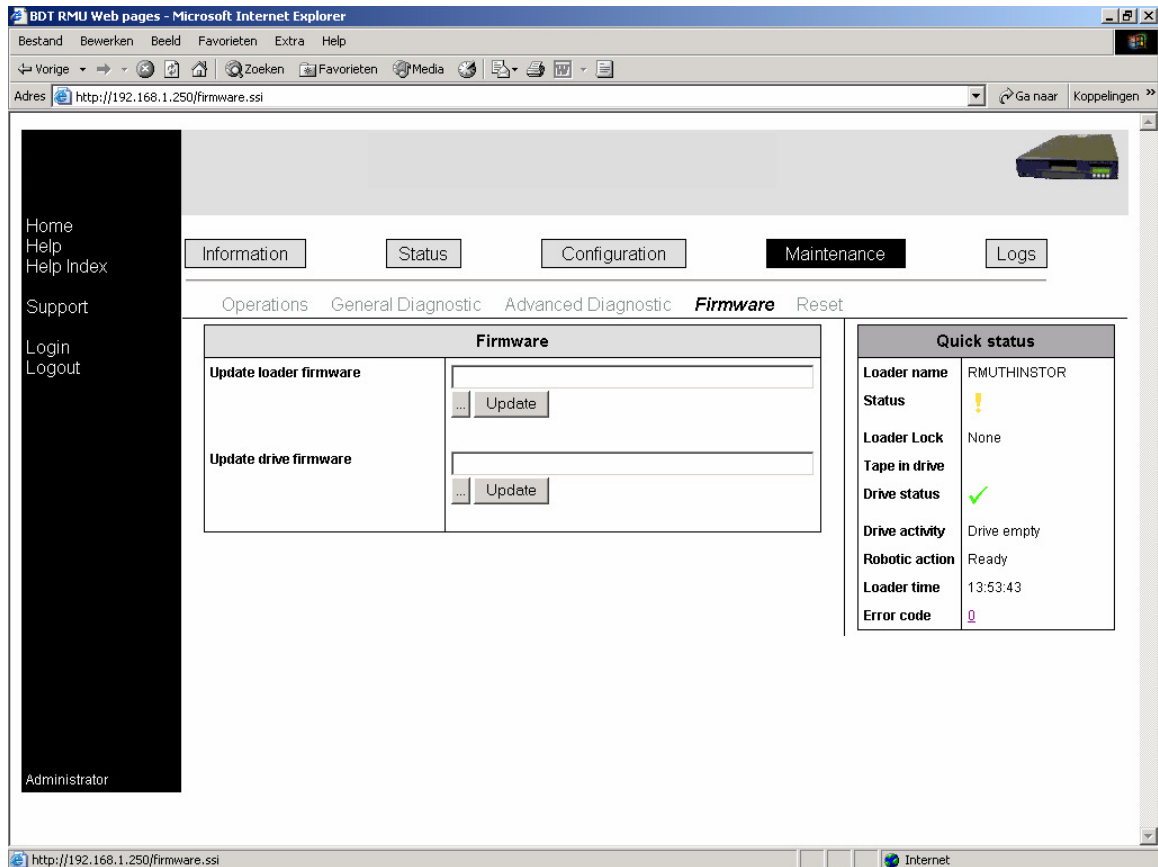 BDT RMU Web pages - Microsoft Internet Explorer
Bestand Bewerken Beeld Favorieten Extra Help
Vorige Zoeken Favorieten Media
Adres http://192.168.1.250/firmware.ssi Ga naar Koppelingen »
Home
Help
Help Index
Support
Login
Logout
Administrator
Information Status Configuration Maintenance Logs
Operations General Diagnostic Advanced Diagnostic Firmware Reset
Firmware
Update loader firmware
... Update
Update drive firmware
... Update
Quick status
Loader name RMUTHINSTOR
Status
Loader Lock None
Tape in drive
Drive status
Drive activity Drive empty
Robotic action Ready
Loader time 13:53:43
Error code 0
http://192.168.1.250/firmware.ssi Internet